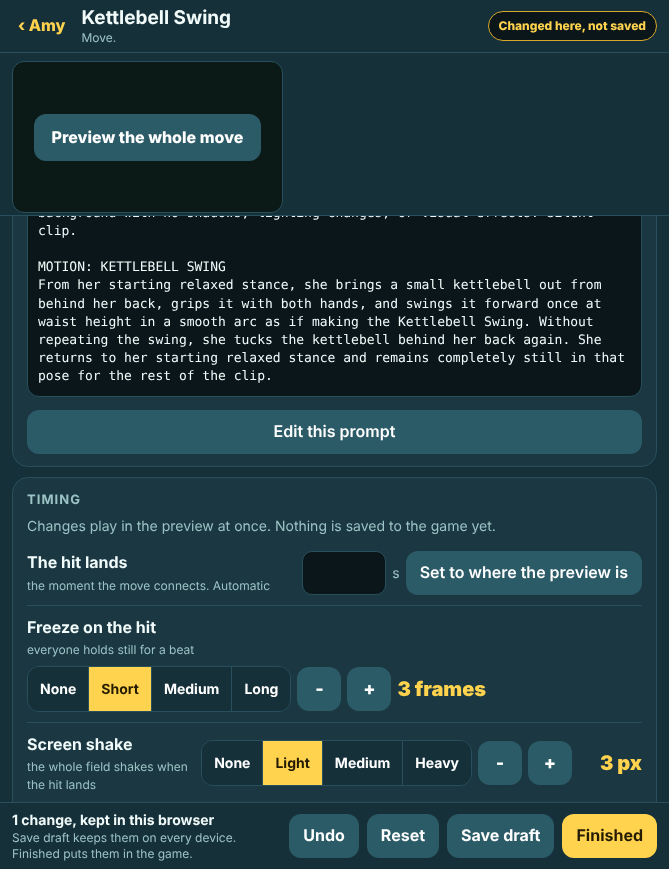 ‹ Amy
Kettlebell Swing
Move.
Changed here, not saved
Preview the whole move
clip.
MOTION: KETTLEBELL SWING
From her starting relaxed stance, she brings a small kettlebell out from
behind her back, grips it with both hands, and swings it forward once at
waist height in a smooth arc as if making the Kettlebell Swing. Without
repeating the swing, she tucks the kettlebell behind her back again. She
returns to her starting relaxed stance and remains completely still in that
pose for the rest of the clip.
Edit this prompt
TIMING
Changes play in the preview at once. Nothing is saved to the game yet.
The hit lands
the moment the move connects. Automatic
s
Set to where the preview is
Freeze on the hit
everyone holds still for a beat
None Short Medium Long - + 3 frames
Screen shake
the whole field shakes when
the hit lands
None Light Medium Heavy - + 3 px
1 change, kept in this browser
Save draft keeps them on every device.
Finished puts them in the game.
Undo Reset Save draft Finished